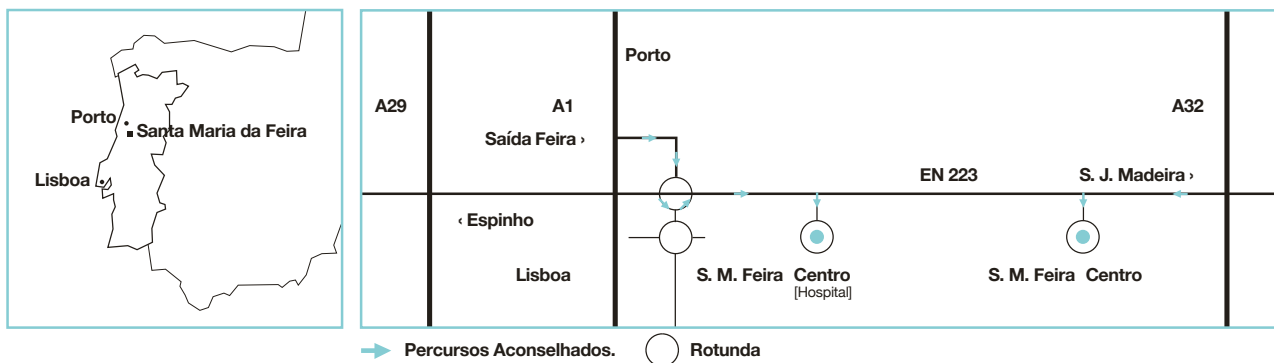 Porto
Santa Maria da Feira
Lisboa
Porto
A29
A1
A32
Saída Feira ›
EN 223
S. J. Madeira ›
‹ Espinho
Lisboa
S. M. Feira Centro
[Hospital]
S. M. Feira Centro
Percursos Aconselhados.
Rotunda